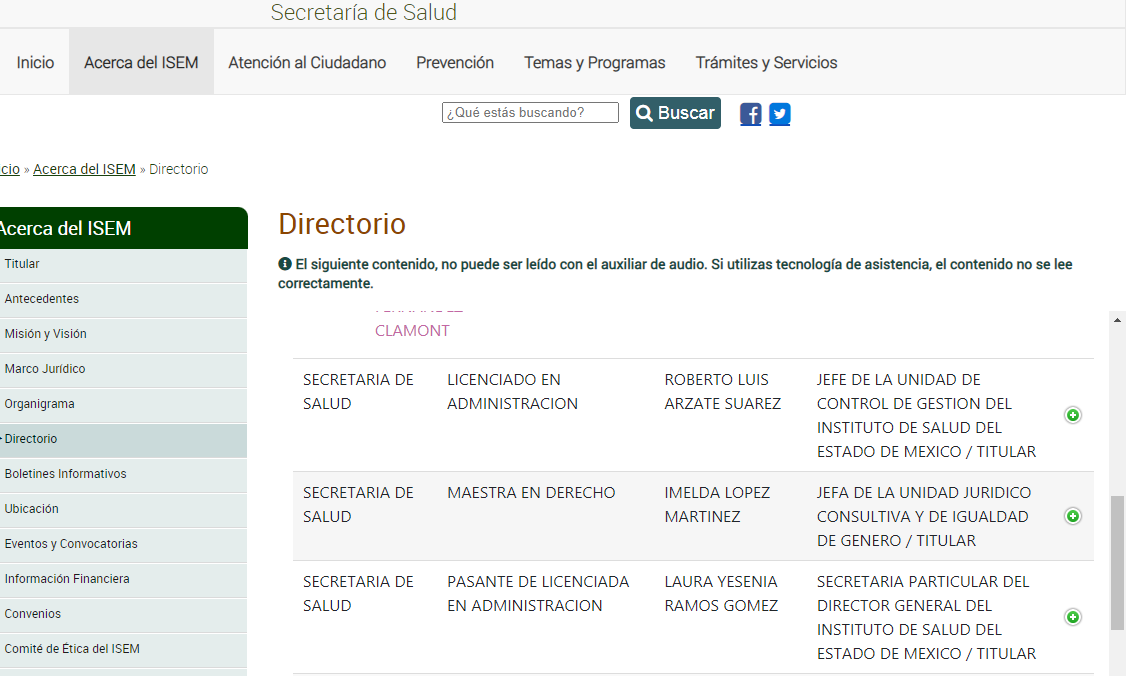 Secretaría de Salud
Inicio Acerca del ISEM Atención al Ciudadano Prevención Temas y Programas Trámites y Servicios
¿Qué estás buscando? Buscar
» Acerca del ISEM » Directorio
Acerca del ISEM
Titular
Antecedentes
Misión y Visión
Marco Jurídico
Organigrama
Directorio
Boletines Informativos
Ubicación
Eventos y Convocatorias
Información Financiera
Convenios
Comité de Ética del ISEM
Directorio
El siguiente contenido, no puede ser leído con el auxiliar de audio. Si utilizas tecnología de asistencia, el contenido no se lee
correctamente.
CLAMONT
SECRETARIA DE
SALUD
LICENCIADO EN
ADMINISTRACION
ROBERTO LUIS
ARZATE SUAREZ
JEFE DE LA UNIDAD DE
CONTROL DE GESTION DEL
INSTITUTO DE SALUD DEL
ESTADO DE MEXICO / TITULAR
SECRETARIA DE
SALUD
MAESTRA EN DERECHO
IMELDA LOPEZ
MARTINEZ
JEFA DE LA UNIDAD JURIDICO
CONSULTIVA Y DE IGUALDAD
DE GENERO / TITULAR
SECRETARIA DE
SALUD
PASANTE DE LICENCIADA
EN ADMINISTRACION
LAURA YESENIA
RAMOS GOMEZ
SECRETARIA PARTICULAR DEL
DIRECTOR GENERAL DEL
INSTITUTO DE SALUD DEL
ESTADO DE MEXICO / TITULAR